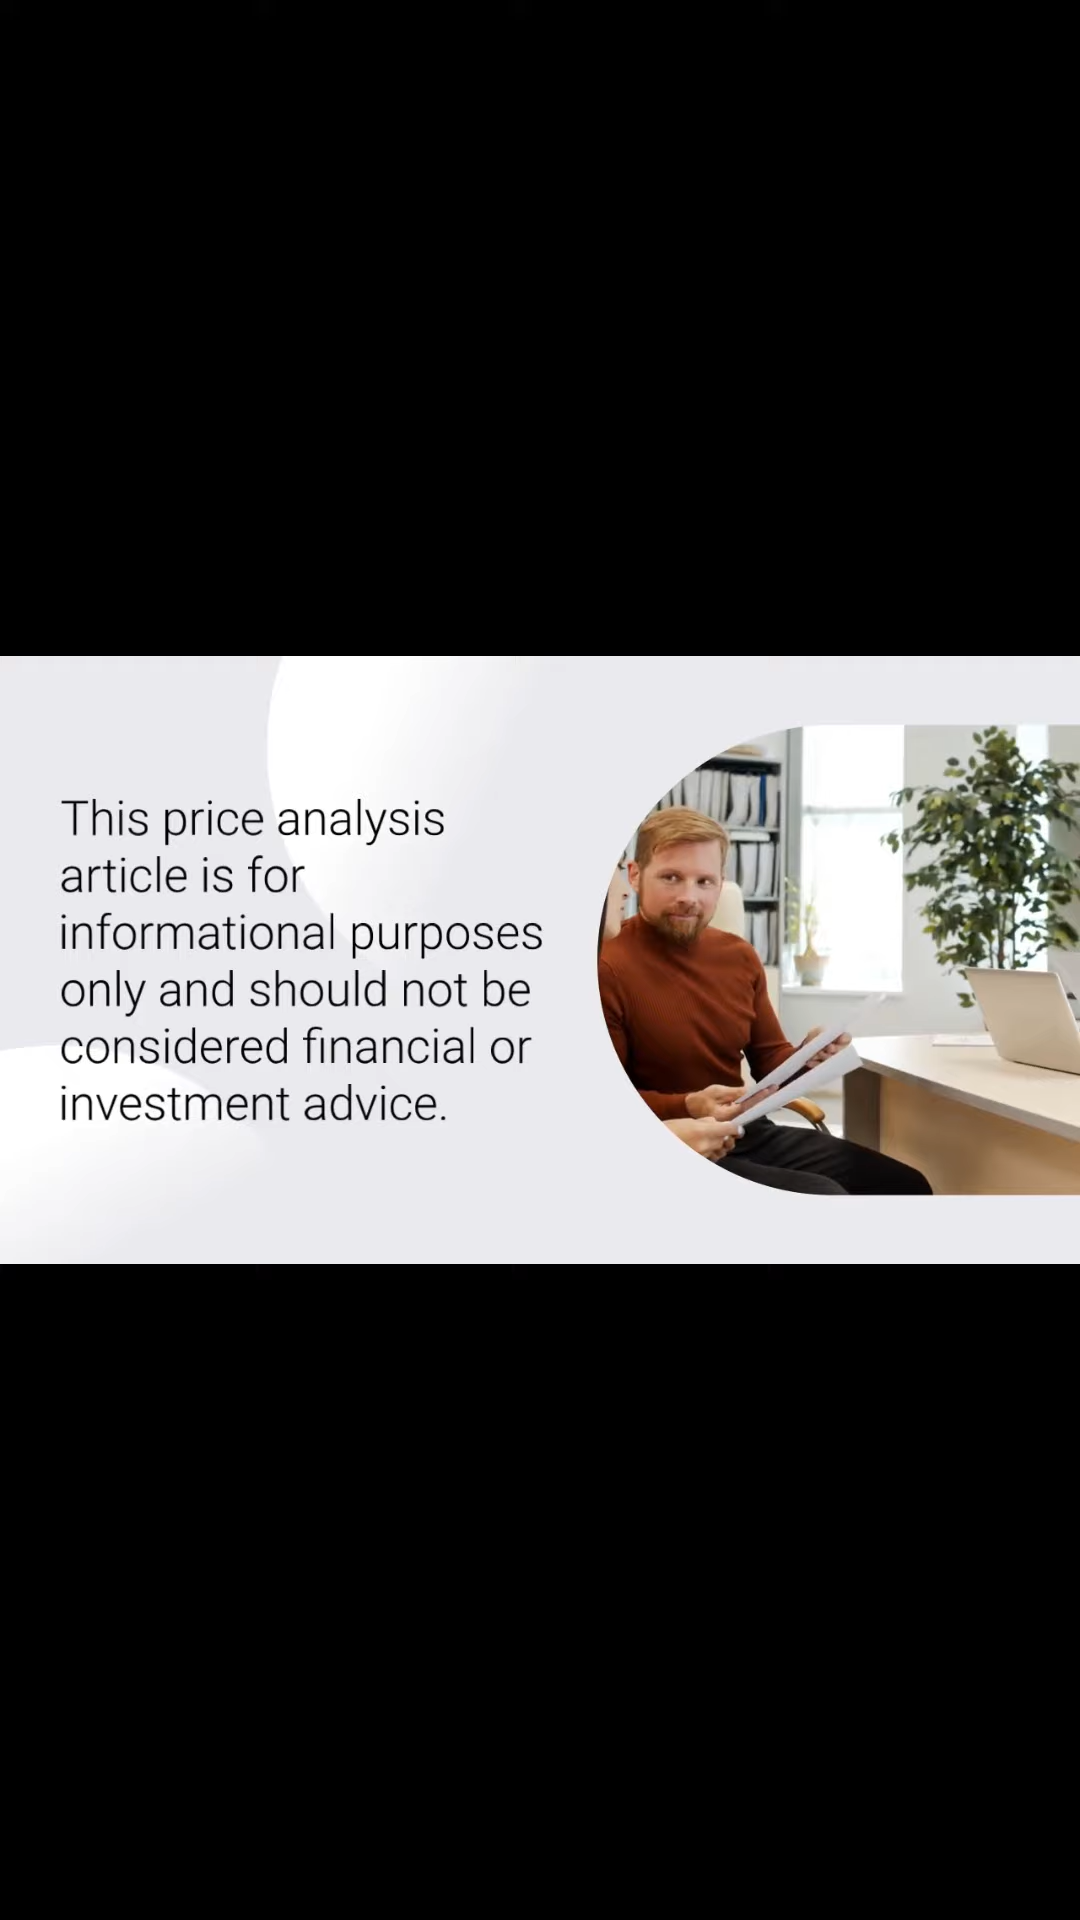 This price analysis
article is for
informational purposes
only and should not be
considered financial or
investment advice.